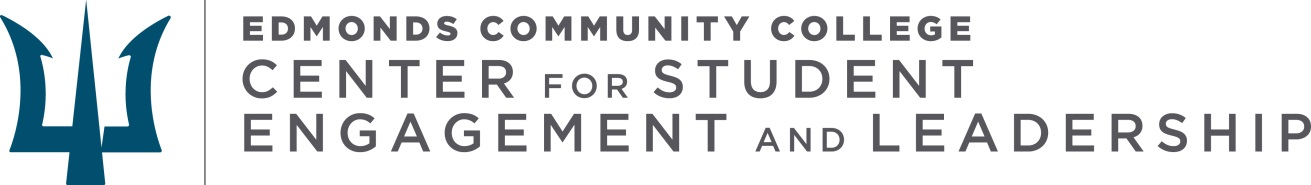 EDMONDS COMMUNITY COLLEGE
CENTER FOR STUDENT
ENGAGEMENT AND LEADERSHIP